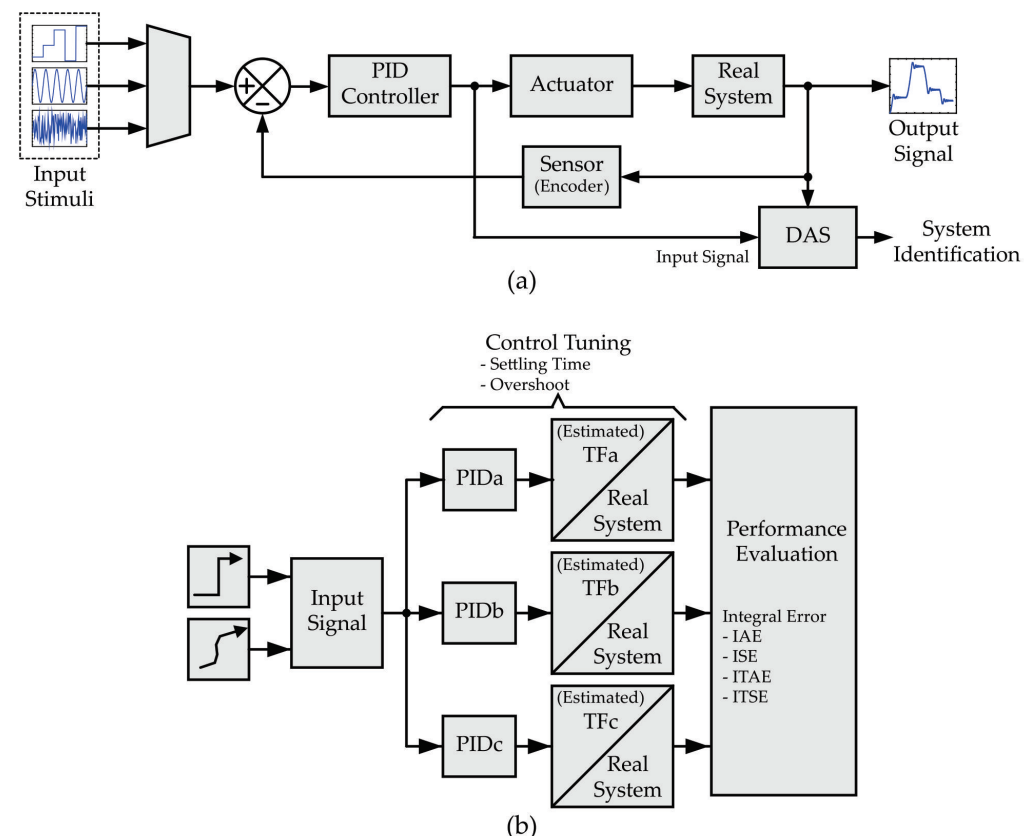 Input
Stimuli
+
−
PID
Controller
Actuator
Real
System
Output
Signal
Sensor
(Encoder)
Input Signal
DAS
System
Identification
(a)
Control Tuning
- Settling Time
- Overshoot
Input
Signal
PIDa
(Estimated)
TFa
Real
System
PIDb
(Estimated)
TFb
Real
System
PIDc
(Estimated)
TFc
Real
System
Performance
Evaluation
Integral Error
- IAE
- ISE
- ITAE
- ITSE
(b)